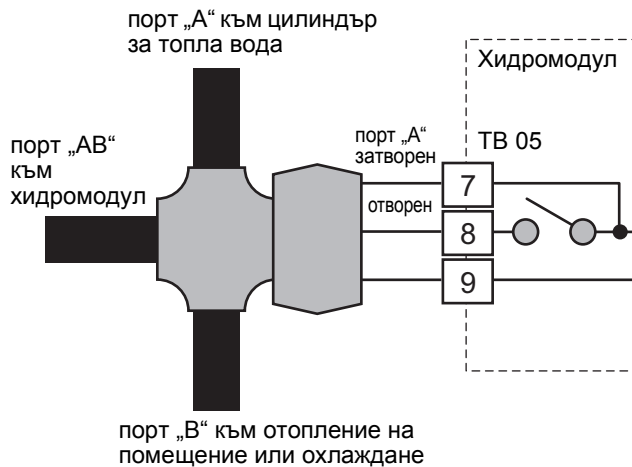 порт „А“ към цилиндър
за топла вода
Хидромодул
порт „АВ“
към
хидромодул
порт „А“
затворен
ТВ 05
7
отворен
8
9
порт „В“ към отопление на
помещение или охлаждане